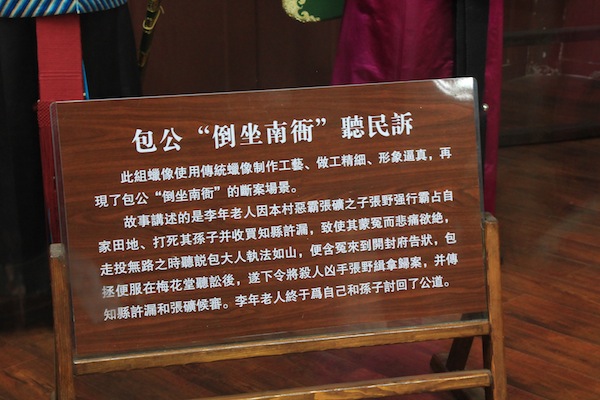 包公“倒坐南衙”聽民訴
此組蠟像使用傳統蠟像制作工藝、做工精細、形象逼真，再
現了包公“倒坐南衙”的斷案場景。
故事講述的是李年老人因本村惡霸張礦之子張野强行霸占自
家田地、打死其孫子并收買知縣許漏，致使其蒙冤而悲痛欲絶，
走投無路之時聽説包大人執法如山，便含冤來到開封府告狀，包
拯便服在梅花堂聽訟後，遂下令將殺人凶手張野緝拿歸案，并傳
知縣許漏和張礦候審。李年老人終于爲自己和孫子討回了公道。